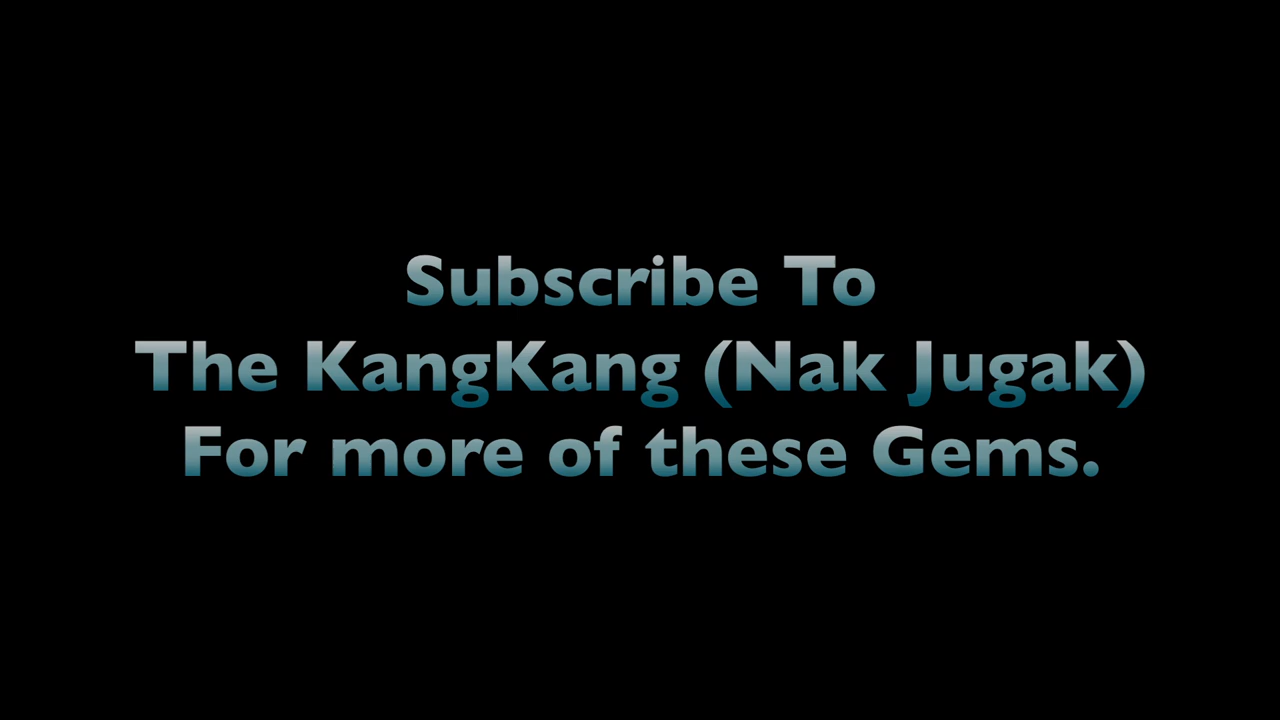 Subscribe To
The KangKang (Nak Jugak)
For more of these Gems.